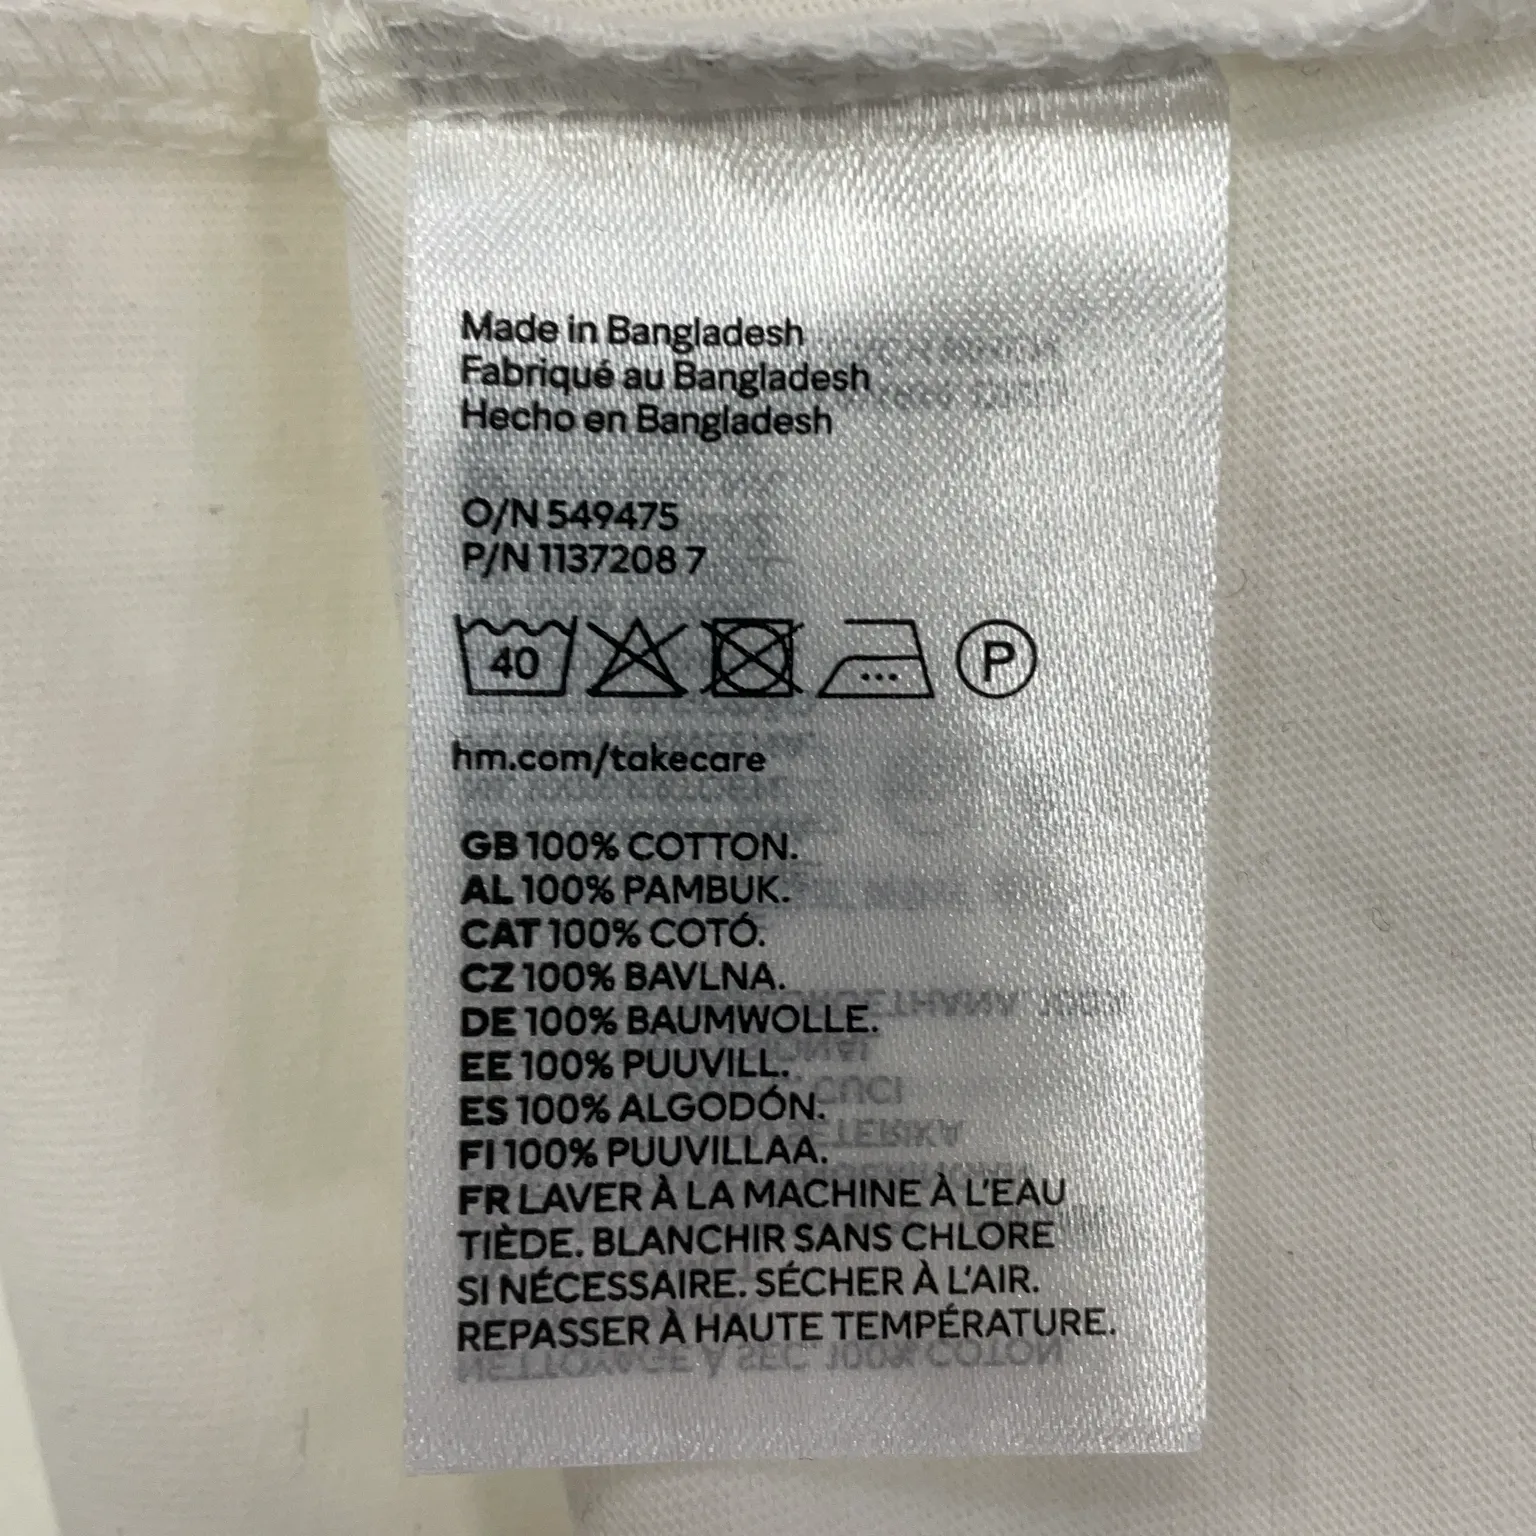 Made in Bangladesh
Fabriqué au Bangladesh
Hecho en Bangladesh
O/N 549475
P/N 1137208 7
40
P
hm.com/takecare
GB 100% COTTON.
AL 100% PAMBUK.
CAT 100% COTÓ.
CZ 100% BAVLNA.
DE 100% BAUMWOLLE.
EE 100% PUUVILL.
ES 100% ALGODÓN.
FI 100% PUUVILLAA.
FR LAVER À LA MACHINE À L'EAU
TIÈDE. BLANCHIR SANS CHLORE
SI NÉCESSAIRE. SÉCHER À L'AIR.
REPASSER À HAUTE TEMPÉRATURE.